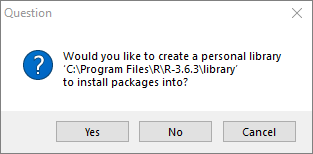 Question
Would you like to create a personal library
'C:\Program Files\R\R-3.6.3\library'
to install packages into?
Yes
No
Cancel